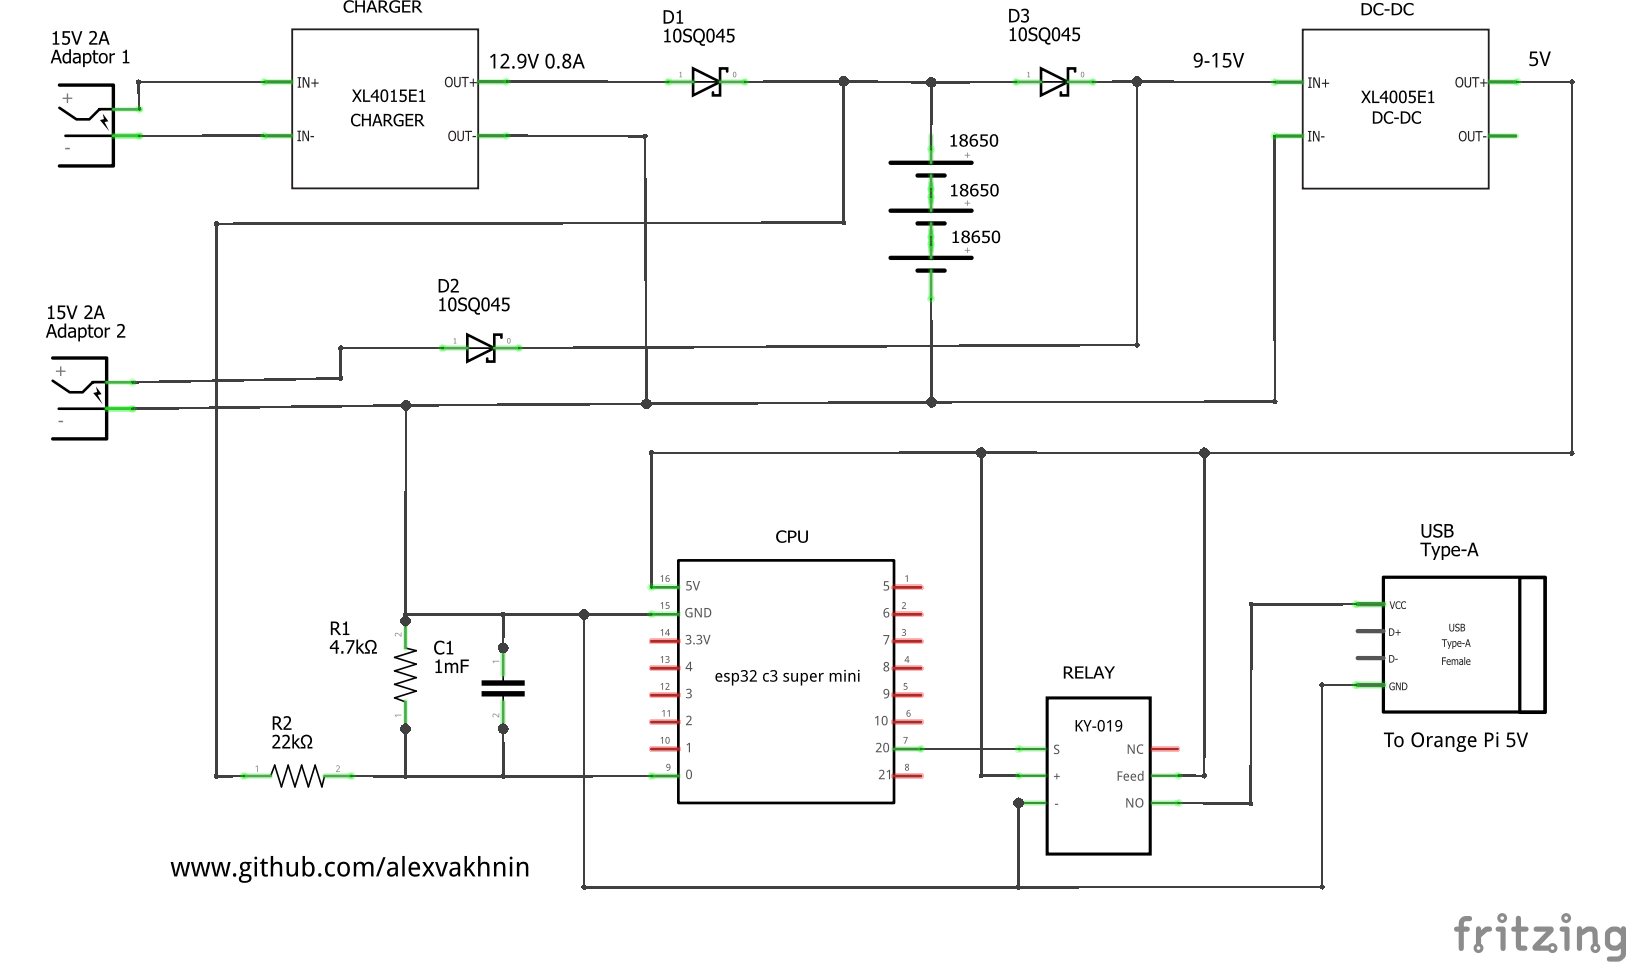 CHARGER
15V 2A
Adaptor 1
+
-
IN+
IN-
XL4015E1
CHARGER
OUT+
OUT-
12.9V 0.8A
D1
10SQ045
1
0
D3
10SQ045
1
0
9-15V
DC-DC
IN+
IN-
XL4005E1
DC-DC
OUT+
OUT-
5V
18650
+
18650
+
18650
+
D2
10SQ045
1
0
15V 2A
Adaptor 2
+
-
CPU
16
5V
15
GND
14
3.3V
13
4
12
3
11
2
10
1
9
0
esp32 c3 super mini
5
1
6
2
7
3
8
4
9
5
10
6
20
7
21
8
R1
4.7kΩ
2
1
C1
1mF
1
2
R2
22kΩ
1
2
RELAY
KY-019
S
+
-
NC
Feed
NO
USB
Type-A
VCC
D+
D-
GND
USB
Type-A
Female
To Orange Pi 5V
www.github.com/alexvakhnin
fritzing